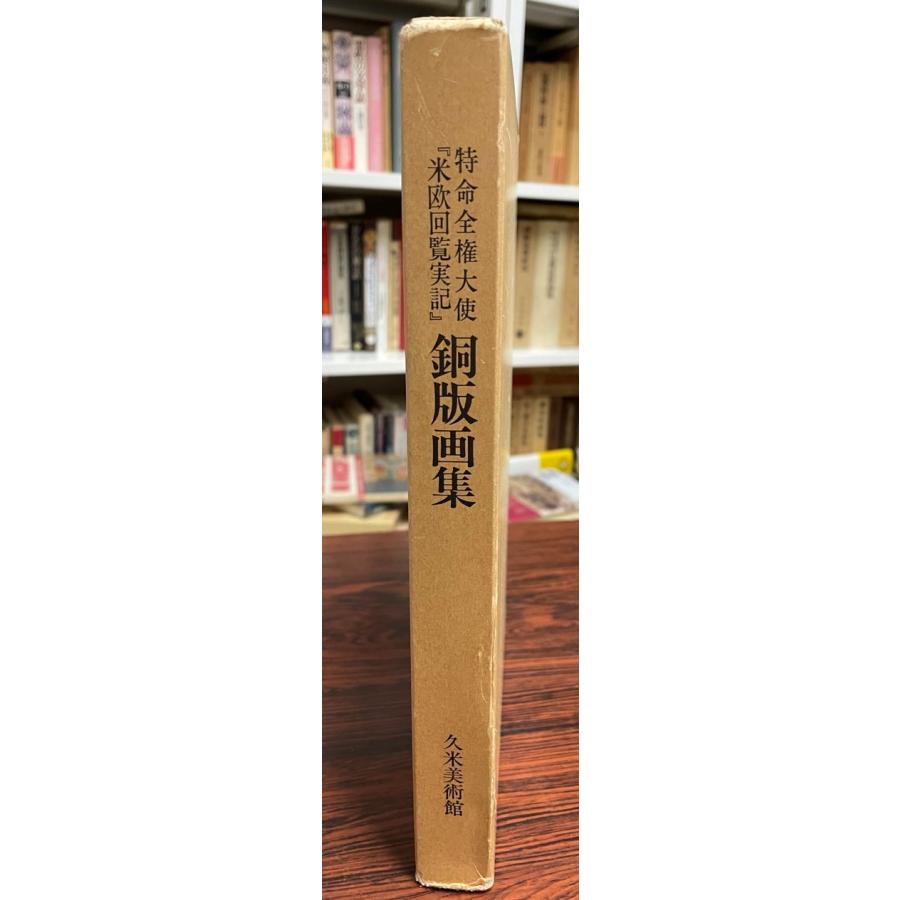 特命全権大使
『米欧回覧実記』
銅版画集
久米美術館